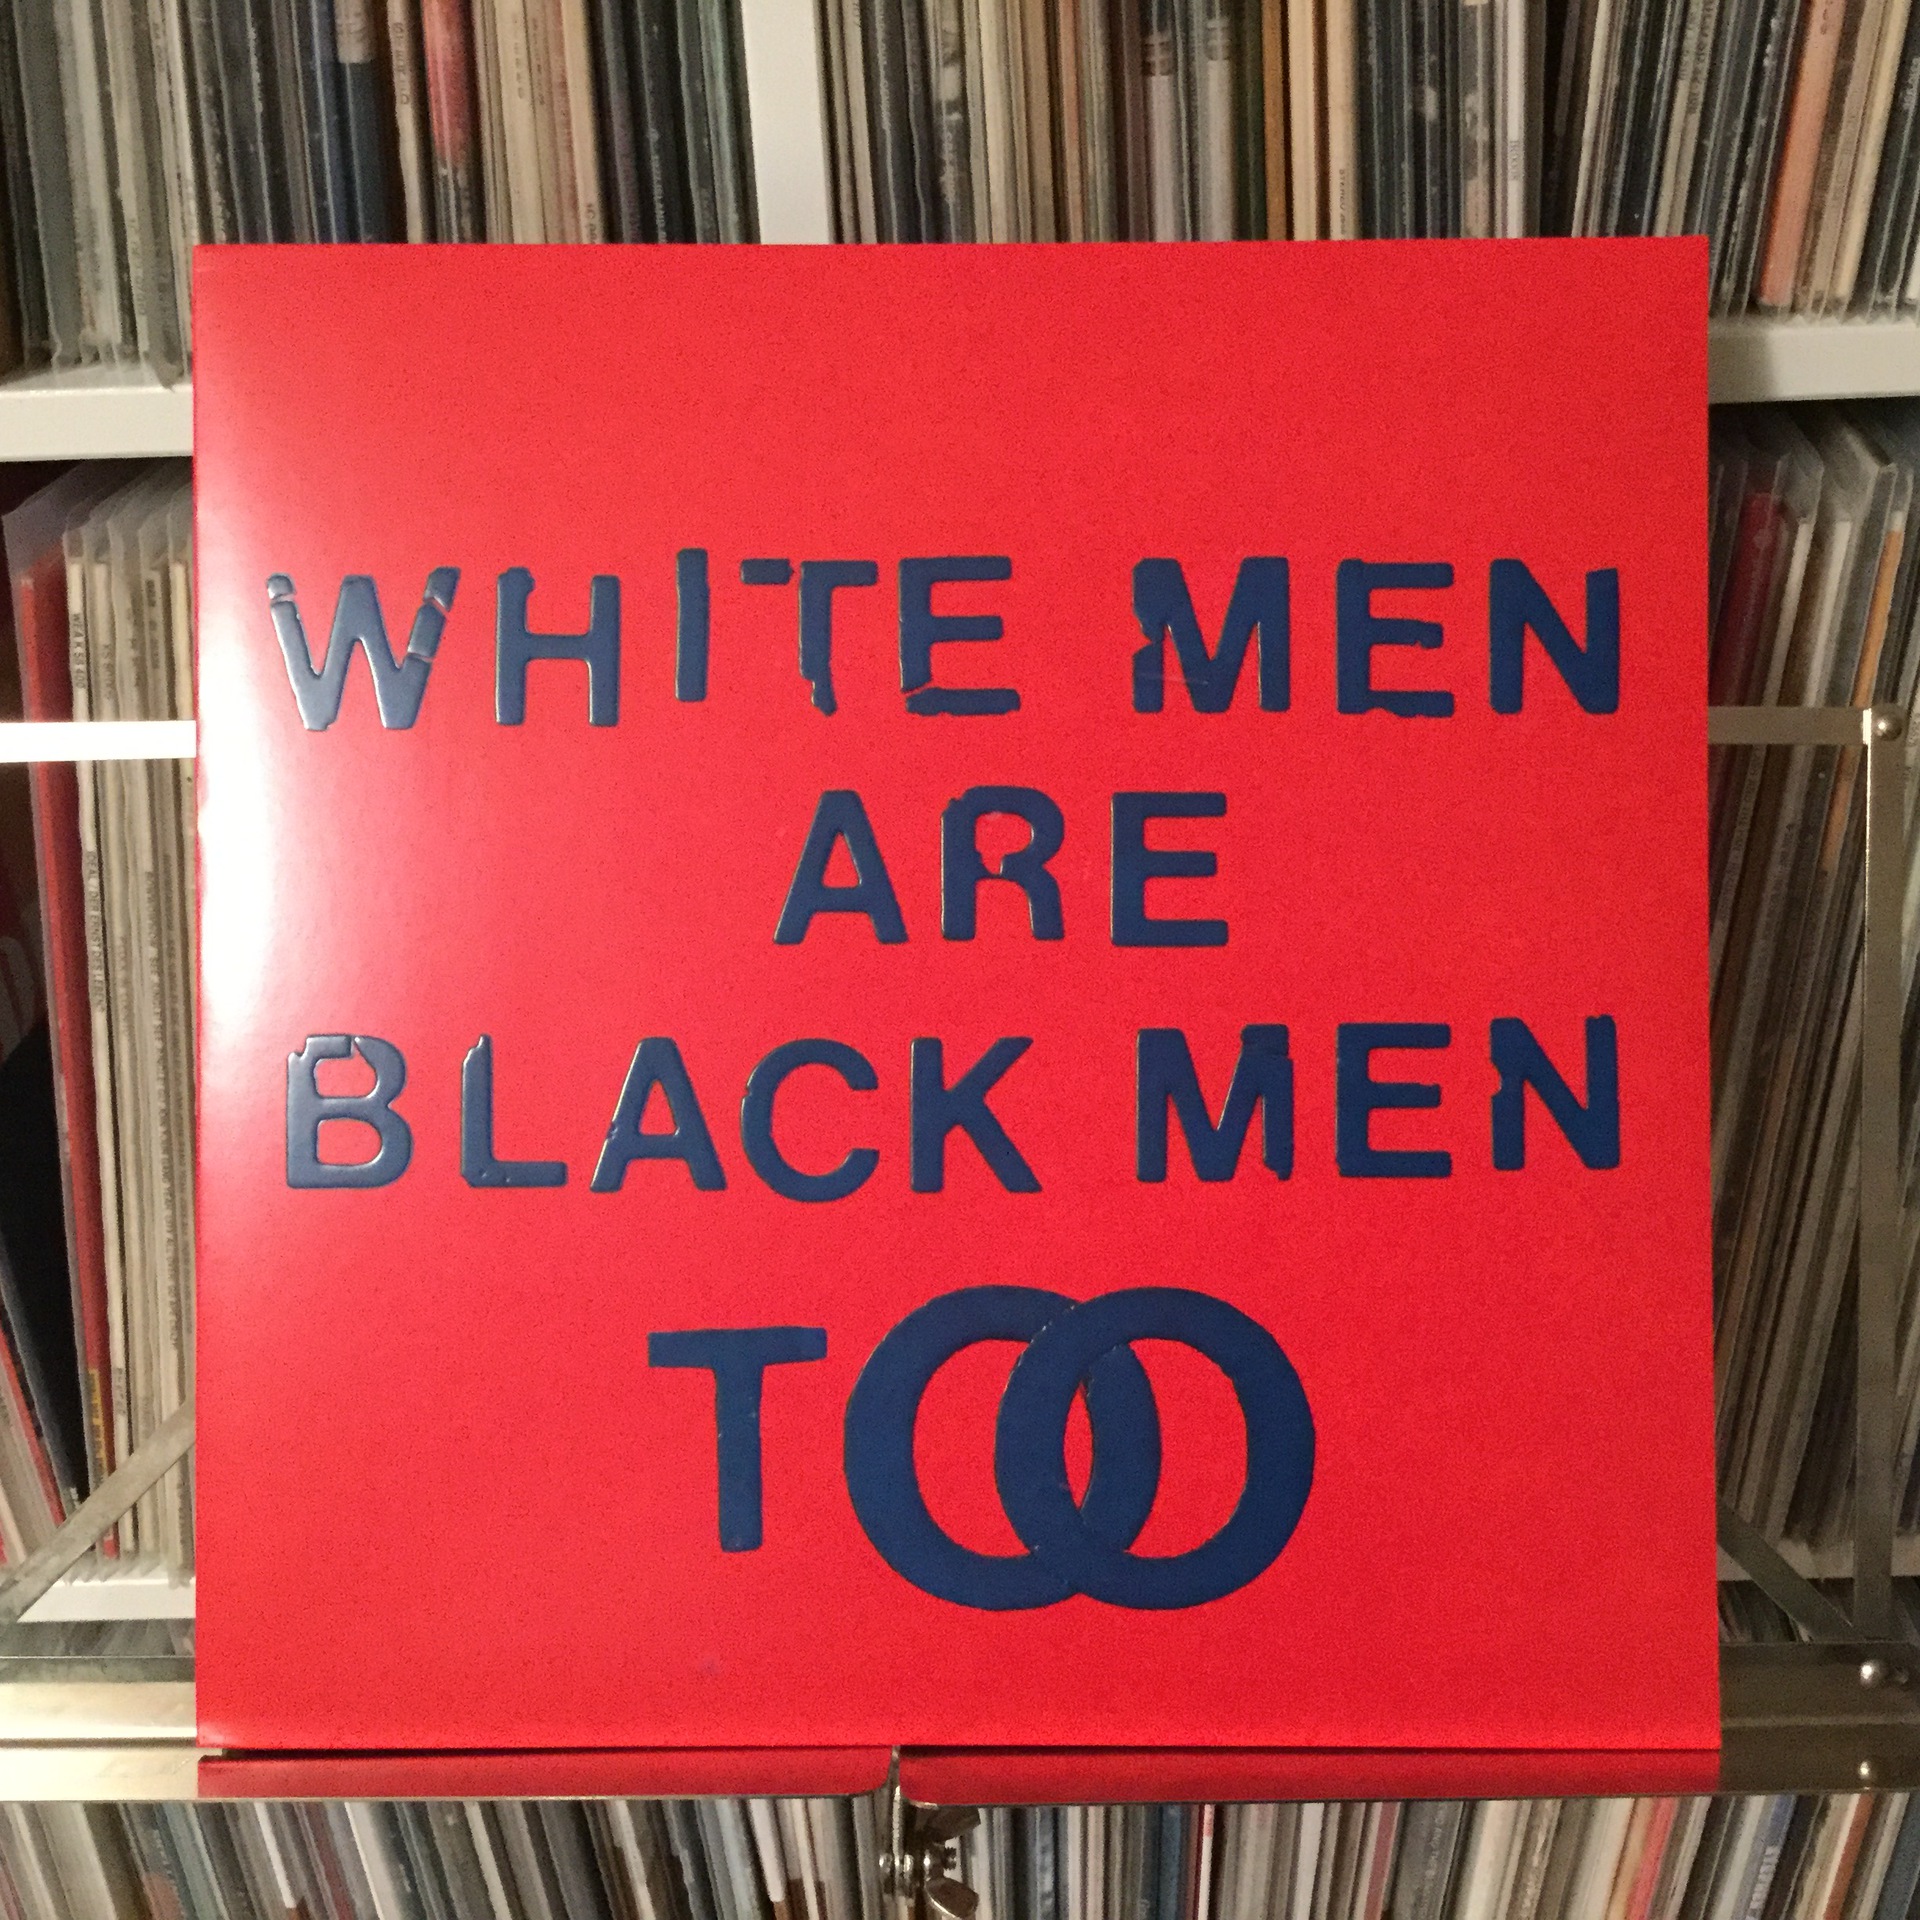 WHITE MEN
ARE
BLACK MEN
TOO